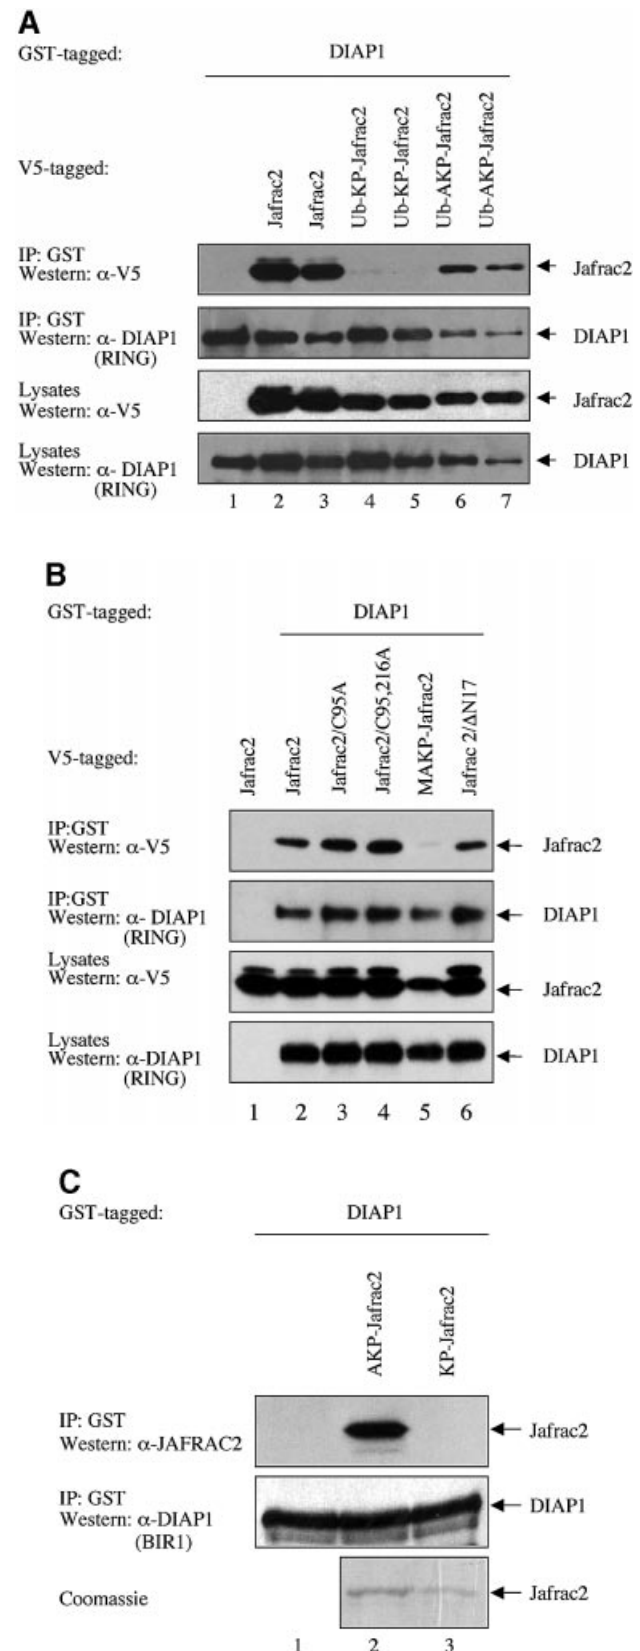 A
GST-tagged: DIAP1
V5-tagged:
Jafrac2
Jafrac2
Ub-KP-Jafrac2
Ub-KP-Jafrac2
Ub-AKP-Jafrac2
Ub-AKP-Jafrac2
IP: GST
Western: α-V5
Jafrac2
IP: GST
Western: α- DIAP1
(RING)
DIAP1
Lysates
Western: α-V5
Jafrac2
Lysates
Western: α- DIAP1
(RING)
DIAP1
1 2 3 4 5 6 7
B
GST-tagged: DIAP1
V5-tagged:
Jafrac2
Jafrac2
Jafrac2/C95A
Jafrac2/C95,216A
MAKP-Jafrac2
Jafrac 2/ΔN17
IP:GST
Western: α-V5
Jafrac2
IP:GST
Western: α- DIAP1
(RING)
DIAP1
Lysates
Western: α-V5
Jafrac2
Lysates
Western: α-DIAP1
(RING)
DIAP1
1 2 3 4 5 6
C
GST-tagged: DIAP1
AKP-Jafrac2
KP-Jafrac2
IP: GST
Western: α-JAFRAC2
Jafrac2
IP: GST
Western: α-DIAP1
(BIR1)
DIAP1
Coomassie
Jafrac2
1 2 3